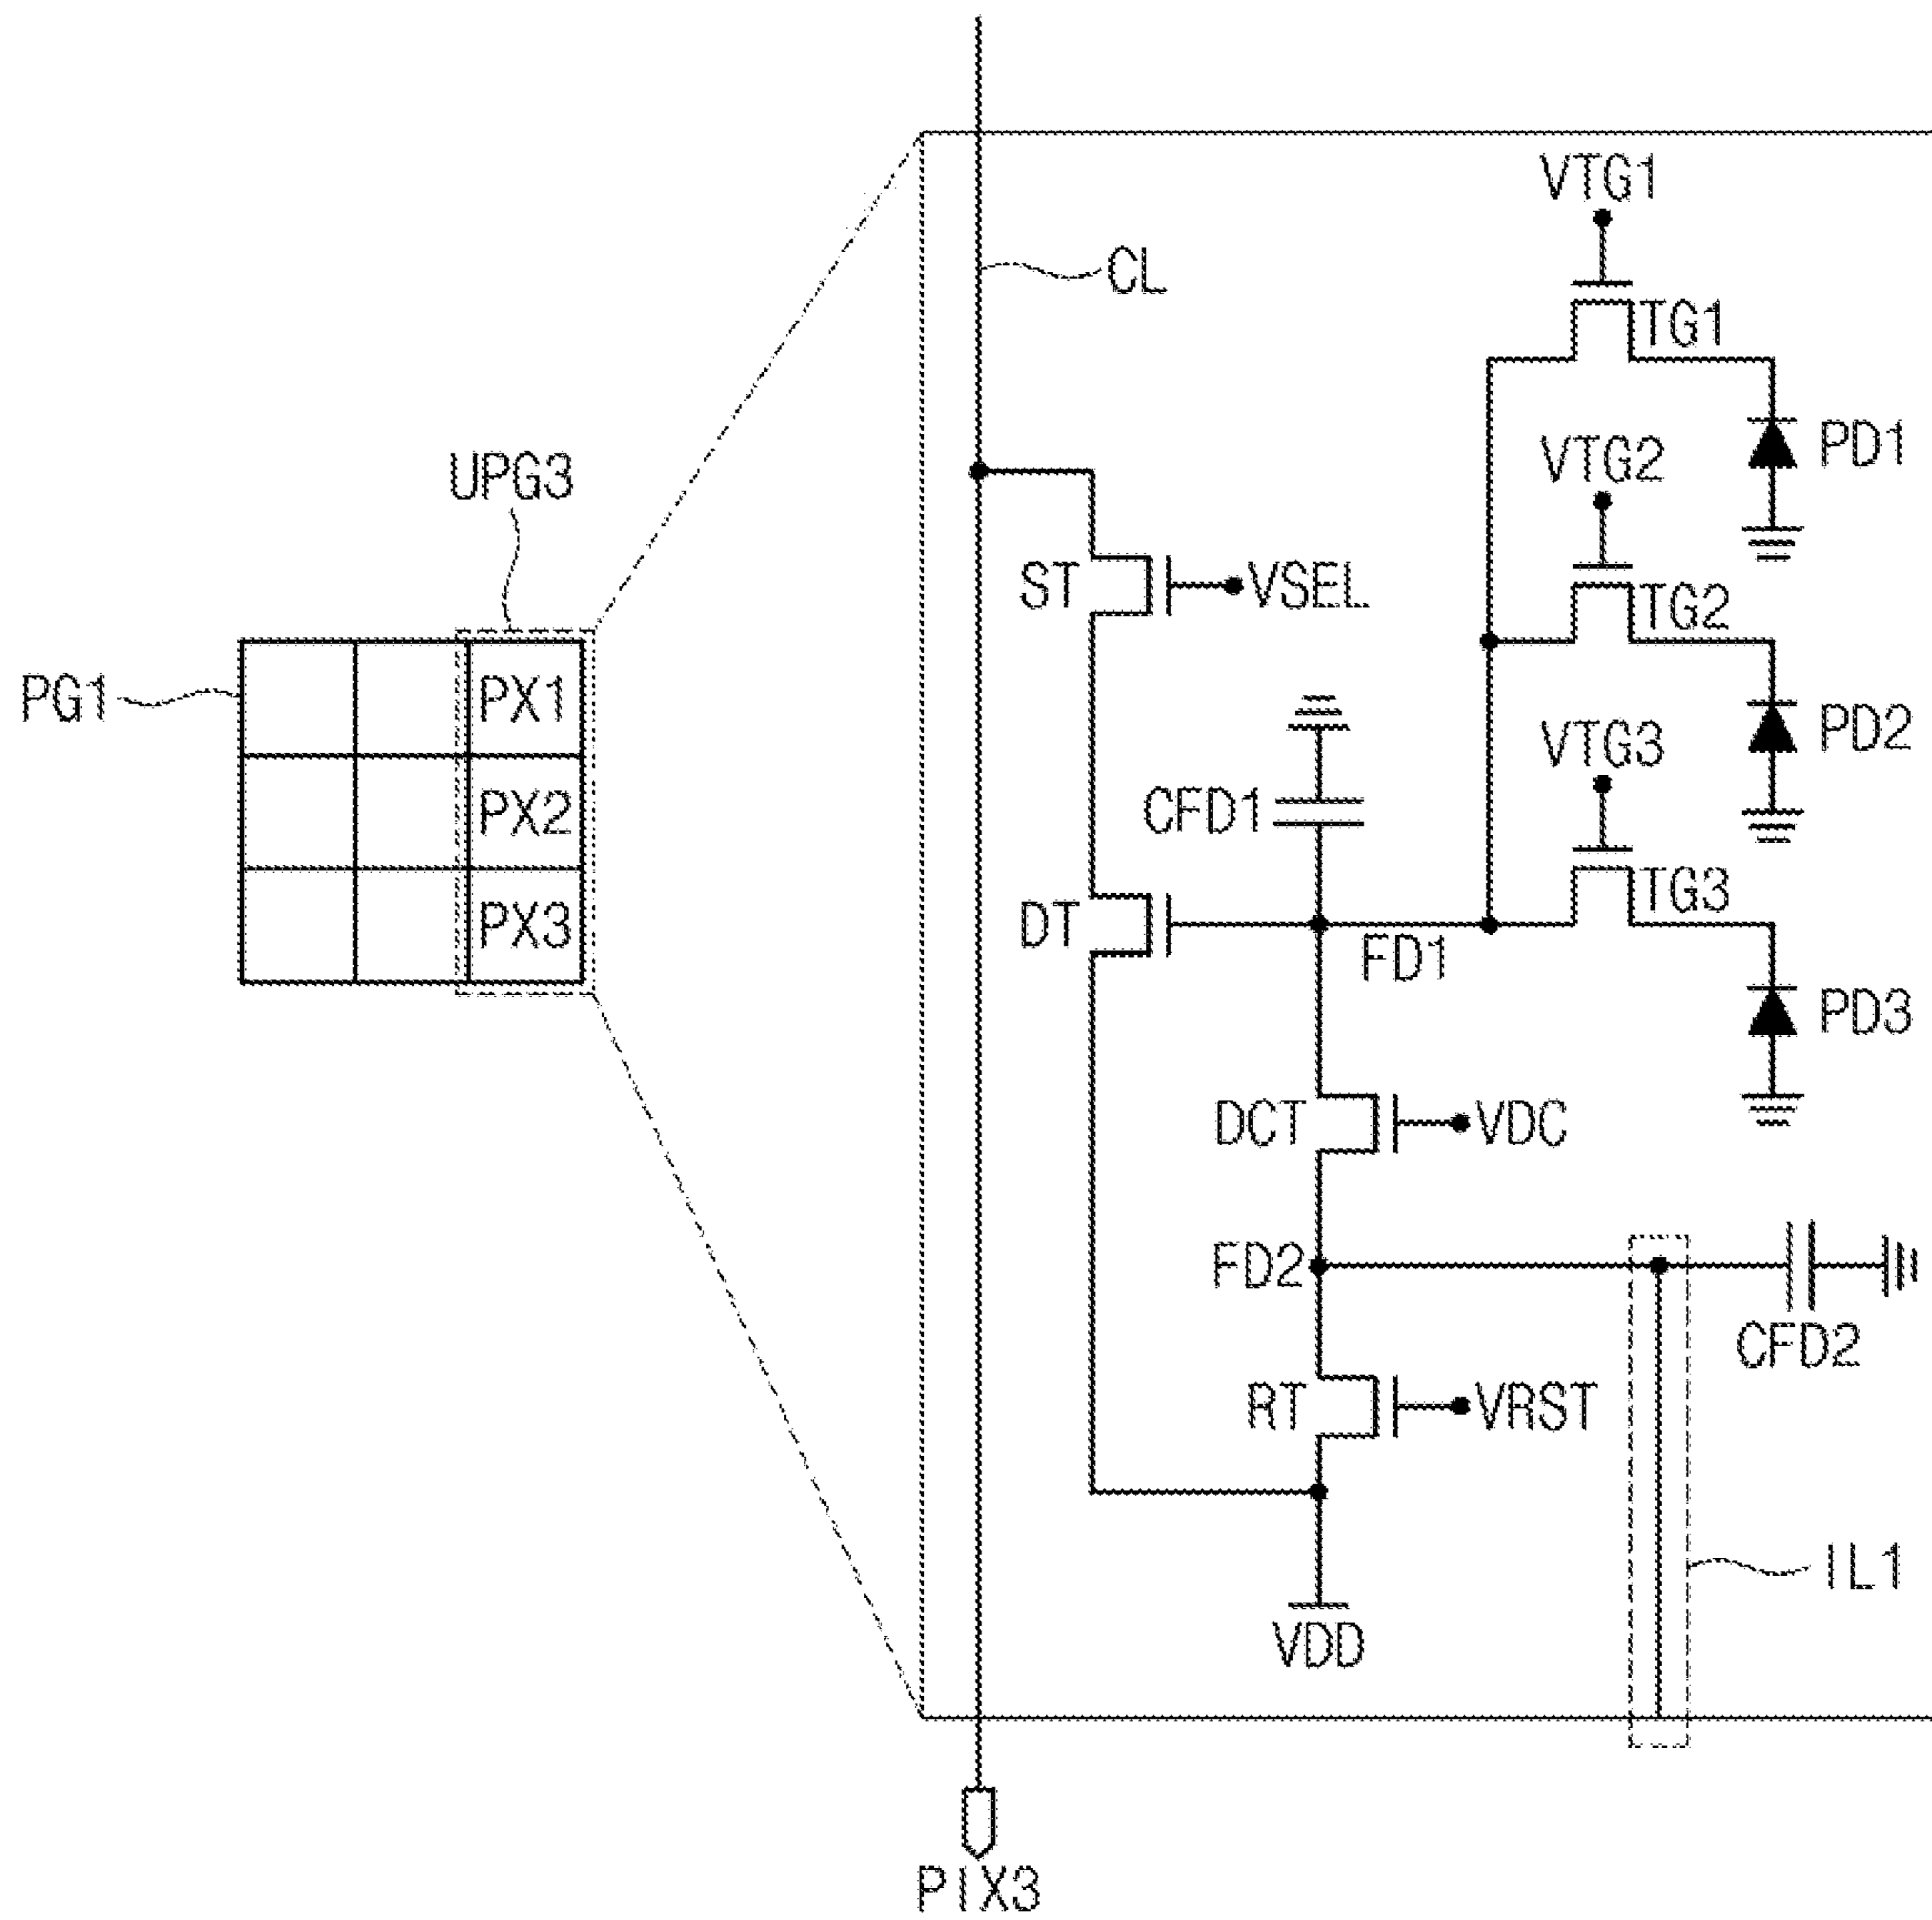 VTG1
CL
TG1
PD1
UPG3
VTG2
ST
VSEL
TG2
PG1
PX1
VTG3
PD2
CFD1
PX2
TG3
PX3
DT
FD1
PD3
DCT
VDC
FD2
CFD2
RT
VRST
IL1
VDD
PIX3